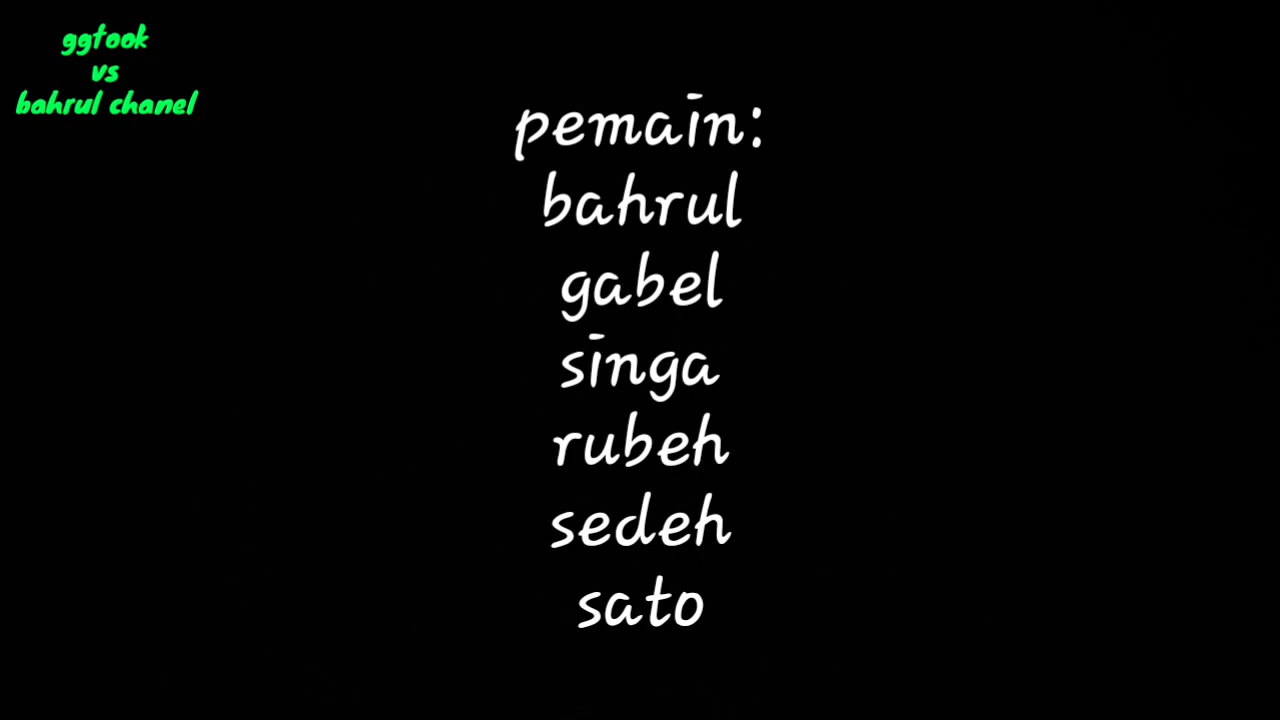 ggtook
vs
bahrul chanel
pemain:
bahrul
gabel
singa
rubeh
sedeh
sato